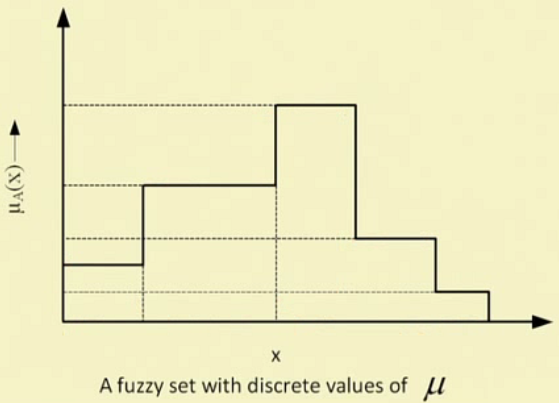 μA(x)
x
A fuzzy set with discrete values of μ